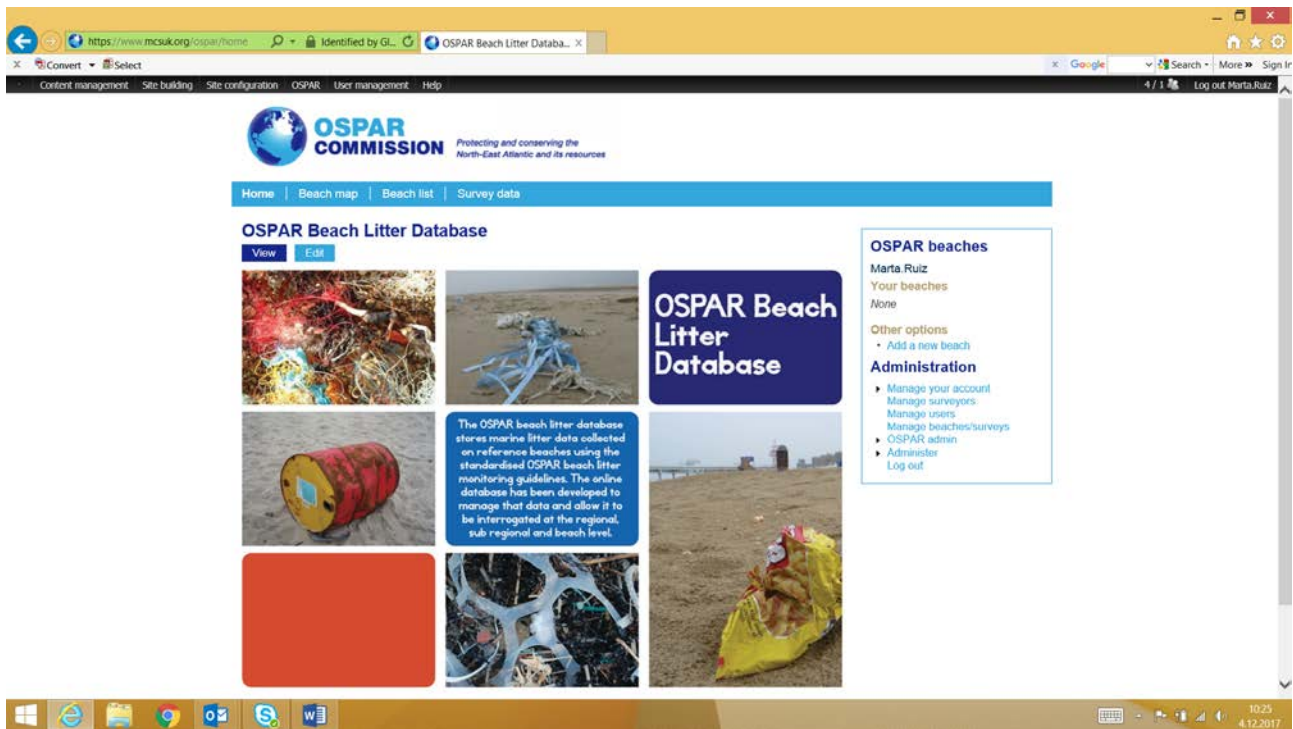 https://www.mcsuk.org/ospar/home
Identified by Gl...
OSPAR Beach Litter Databa...
Convert
Select
Google
Search
More »
Sign In
Content management Site building Site configuration OSPAR User management Help
4 / 1
Log out Marta.Ruiz
OSPAR
COMMISSION
Protecting and conserving the
North-East Atlantic and its resources
Home | Beach map | Beach list | Survey data
OSPAR Beach Litter Database
View Edit
OSPAR Beach
Litter
Database
The OSPAR beach litter database
stores marine litter data collected
on reference beaches using the
standardised OSPAR beach litter
monitoring guidelines. The online
database has been developed to
manage that data and allow it to
be interrogated at the regional,
sub regional and beach level.
OSPAR beaches
Marta.Ruiz
Your beaches
None
Other options
Add a new beach
Administration
Manage your account
Manage surveyors
Manage users
Manage beaches/surveys
OSPAR admin
Administer
Log out
10:25
4.12.2017